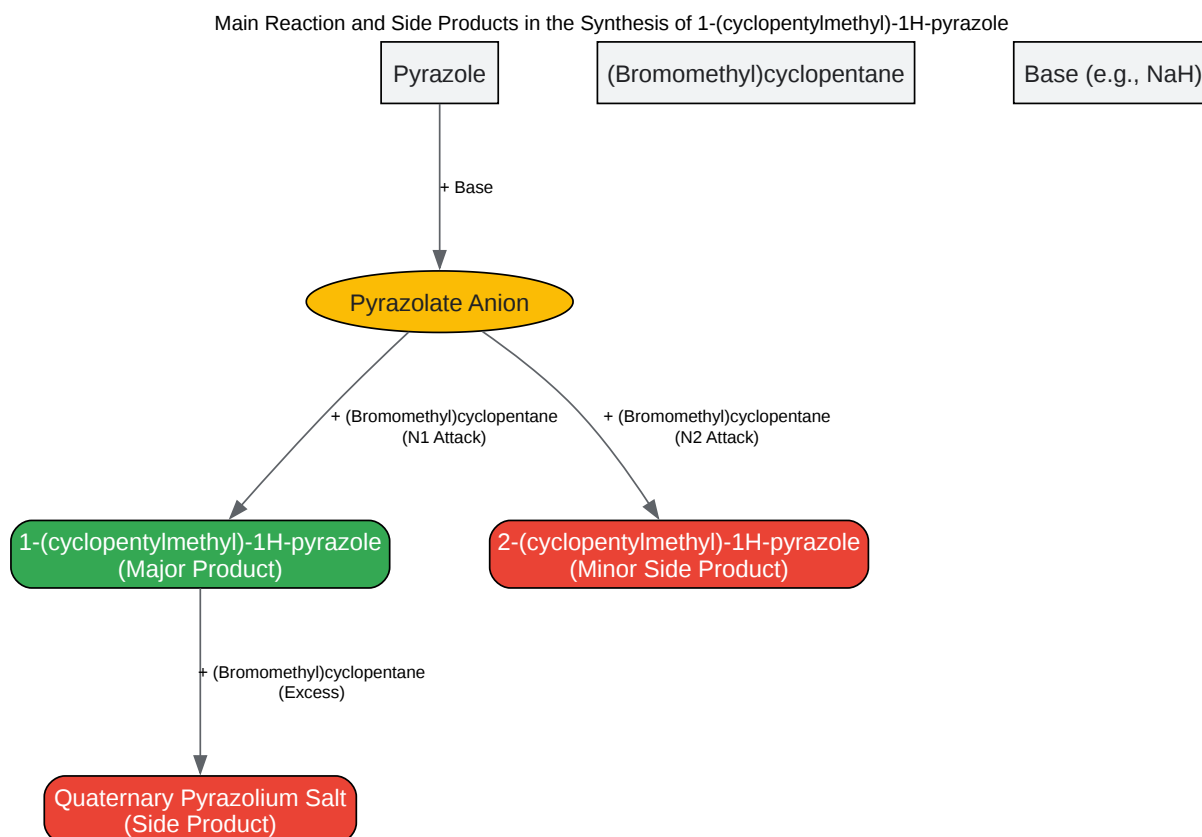 Main Reaction and Side Products in the Synthesis of 1-(cyclopentylmethyl)-1H-pyrazole
Pyrazole
(Bromomethyl)cyclopentane
Base (e.g., NaH)
+ Base
Pyrazolate Anion
+ (Bromomethyl)cyclopentane
(N1 Attack)
+ (Bromomethyl)cyclopentane
(N2 Attack)
1-(cyclopentylmethyl)-1H-pyrazole
(Major Product)
2-(cyclopentylmethyl)-1H-pyrazole
(Minor Side Product)
+ (Bromomethyl)cyclopentane
(Excess)
Quaternary Pyrazolium Salt
(Side Product)